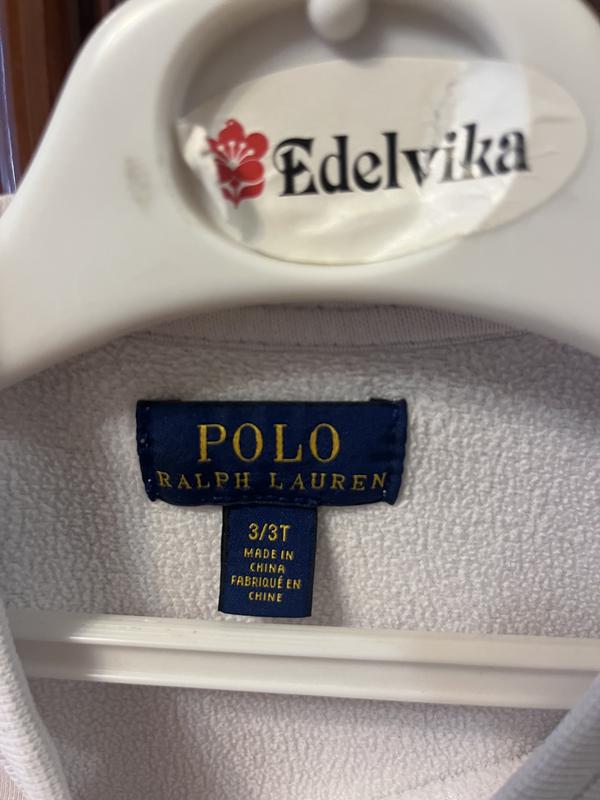 Edelvika
POLO
RALPH LAUREN
3/3T
MADE IN
CHINA
FABRIQUÉ EN
CHINE